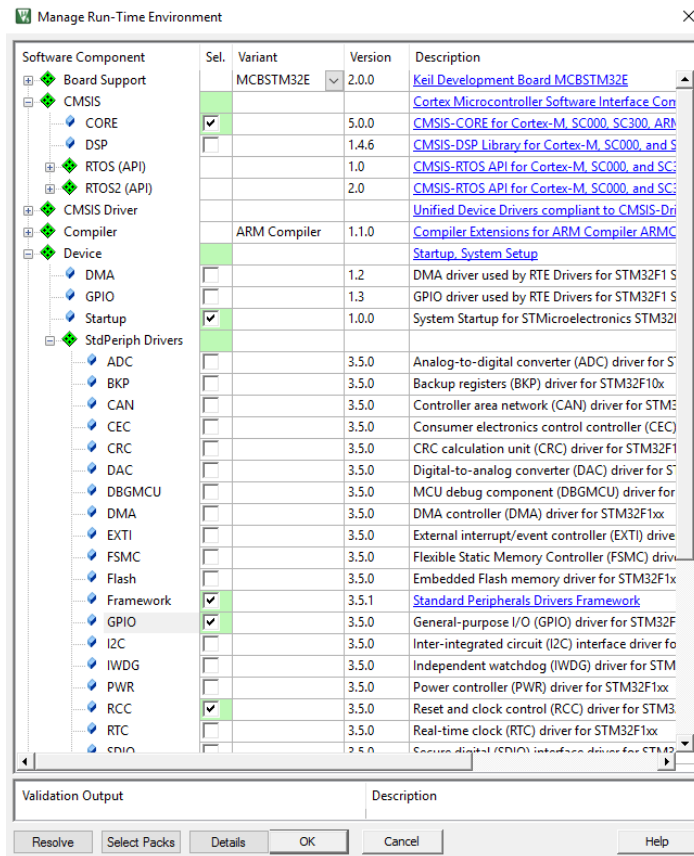 Manage Run-Time Environment
Software Component Sel. Variant Version Description
Board Support MCBSTM32E 2.0.0 Keil Development Board MCBSTM32E
CMSIS Cortex Microcontroller Software Interface Com
CORE 5.0.0 CMSIS-CORE for Cortex-M, SC000, SC300, ARM
DSP 1.4.6 CMSIS-DSP Library for Cortex-M, SC000, and S
RTOS (API) 1.0 CMSIS-RTOS API for Cortex-M, SC000, and SC3
RTOS2 (API) 2.0 CMSIS-RTOS API for Cortex-M, SC000, and SC3
CMSIS Driver Unified Device Drivers compliant to CMSIS-Dri
Compiler ARM Compiler 1.1.0 Compiler Extensions for ARM Compiler ARMC
Device Startup, System Setup
DMA 1.2 DMA driver used by RTE Drivers for STM32F1 S
GPIO 1.3 GPIO driver used by RTE Drivers for STM32F1 S
Startup 1.0.0 System Startup for STMicroelectronics STM32
StdPeriph Drivers
ADC 3.5.0 Analog-to-digital converter (ADC) driver for S
BKP 3.5.0 Backup registers (BKP) driver for STM32F10x
CAN 3.5.0 Controller area network (CAN) driver for STM3
CEC 3.5.0 Consumer electronics control controller (CEC)
CRC 3.5.0 CRC calculation unit (CRC) driver for STM32F1
DAC 3.5.0 Digital-to-analog converter (DAC) driver for S
DBGMCU 3.5.0 MCU debug component (DBGMCU) driver for
DMA 3.5.0 DMA controller (DMA) driver for STM32F1xx
EXTI 3.5.0 External interrupt/event controller (EXTI) drive
FSMC 3.5.0 Flexible Static Memory Controller (FSMC) driv
Flash 3.5.0 Embedded Flash memory driver for STM32F1x
Framework 3.5.1 Standard Peripherals Drivers Framework
GPIO 3.5.0 General-purpose I/O (GPIO) driver for STM32F
I2C 3.5.0 Inter-integrated circuit (I2C) interface driver fo
IWDG 3.5.0 Independent watchdog (IWDG) driver for STM
PWR 3.5.0 Power controller (PWR) driver for STM32F1xx
RCC 3.5.0 Reset and clock control (RCC) driver for STM3
RTC 3.5.0 Real-time clock (RTC) driver for STM32F1xx
SDIO 3.5.0 Secure digital (SDIO) interface driver for STM3
Validation Output Description
Resolve Select Packs Details OK Cancel Help